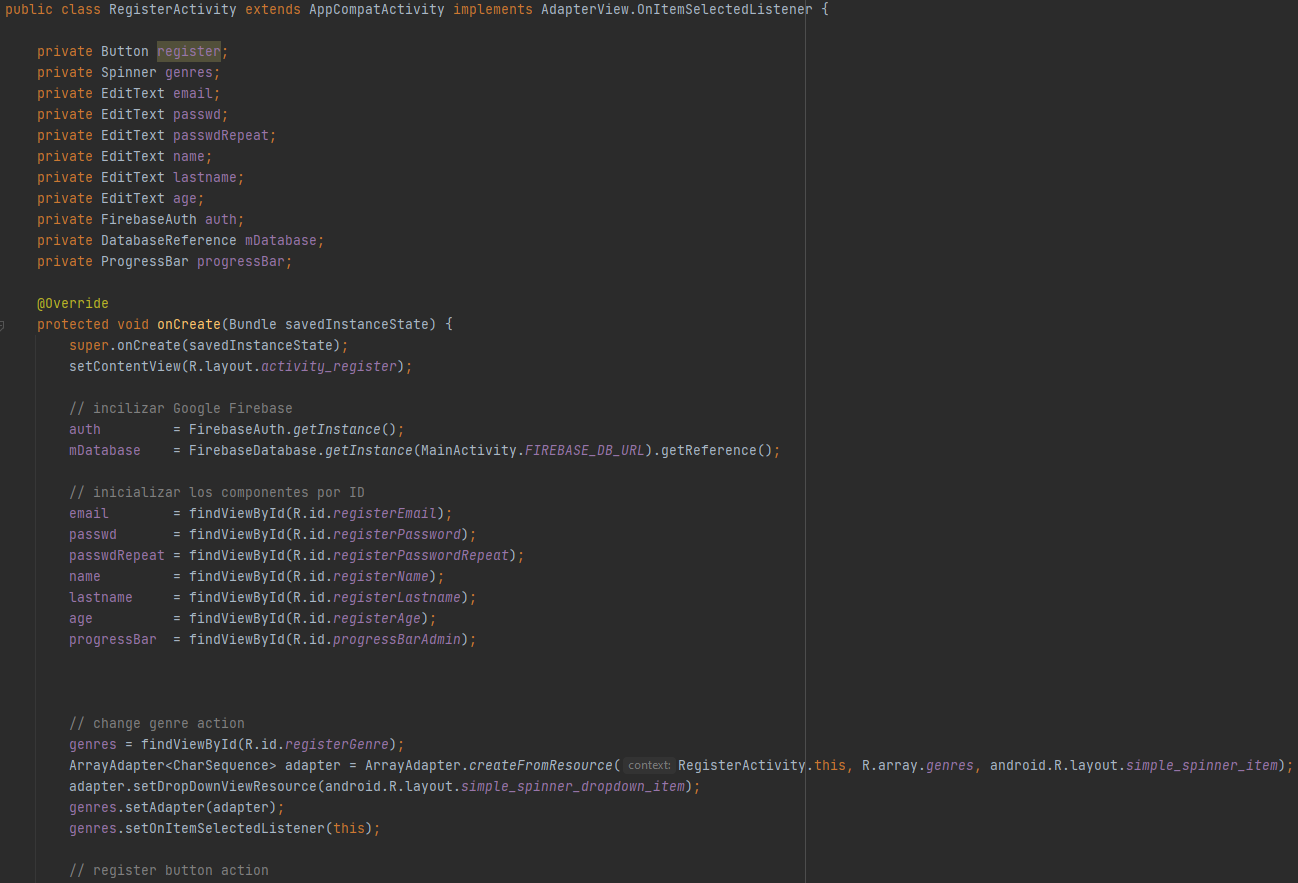 public class RegisterActivity extends AppCompatActivity implements AdapterView.OnItemSelectedListener {
private Button register;
private Spinner genres;
private EditText email;
private EditText passwd;
private EditText passwdRepeat;
private EditText name;
private EditText lastname;
private EditText age;
private FirebaseAuth auth;
private DatabaseReference mDatabase;
private ProgressBar progressBar;
@Override
protected void onCreate(Bundle savedInstanceState) {
super.onCreate(savedInstanceState);
setContentView(R.layout.activity_register);
// incilizar Google Firebase
auth = FirebaseAuth.getInstance();
mDatabase = FirebaseDatabase.getInstance(MainActivity.FIREBASE_DB_URL).getReference();
// inicializar los componentes por ID
email = findViewById(R.id.registerEmail);
passwd = findViewById(R.id.registerPassword);
passwdRepeat = findViewById(R.id.registerPasswordRepeat);
name = findViewById(R.id.registerName);
lastname = findViewById(R.id.registerLastname);
age = findViewById(R.id.registerAge);
progressBar = findViewById(R.id.progressBarAdmin);
// change genre action
genres = findViewById(R.id.registerGenre);
ArrayAdapter<CharSequence> adapter = ArrayAdapter.createFromResource( context: RegisterActivity.this, R.array.genres, android.R.layout.simple_spinner_item);
adapter.setDropDownViewResource(android.R.layout.simple_spinner_dropdown_item);
genres.setAdapter(adapter);
genres.setOnItemSelectedListener(this);
// register button action